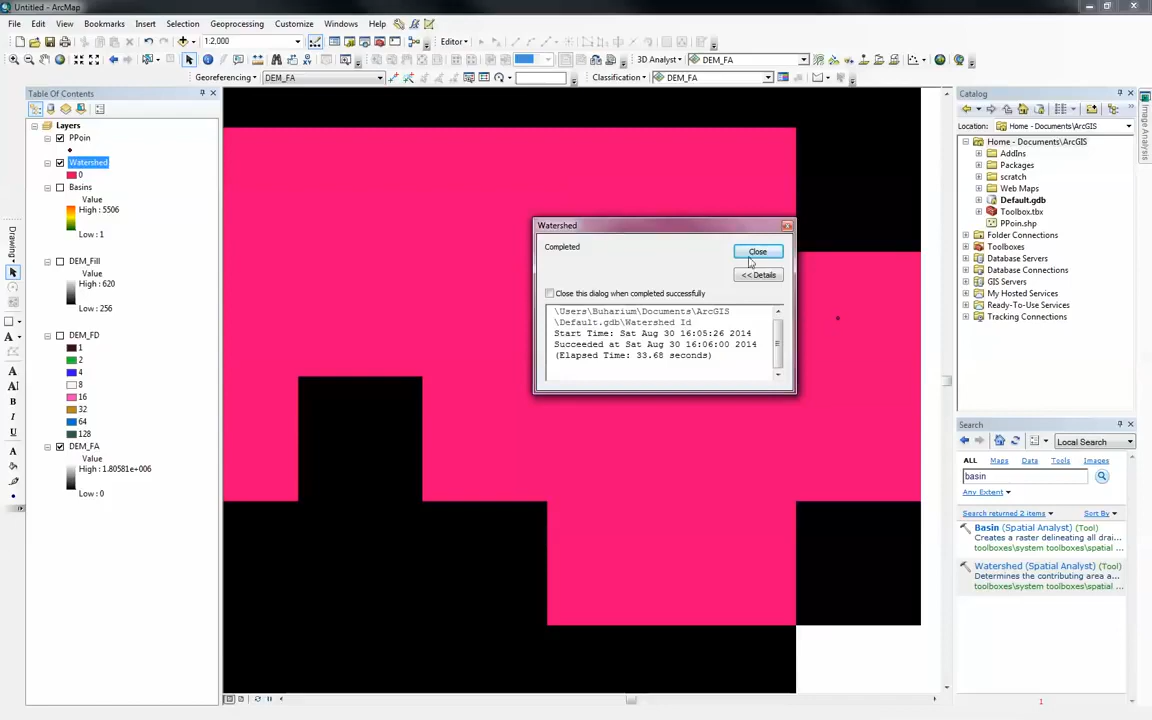 Untitled - ArcMap
File Edit View Bookmarks Insert Selection Geoprocessing Customize Windows Help
1:2.000
Editor
3D Analyst
DEM_FA
Georeferencing
DEM_FA
Classification
DEM_FA
Table Of Contents
Layers
PPoin
Watershed
0
Basins
Value
High : 5506
Low : 1
DEM_Fill
Value
High : 620
Low : 256
DEM_FD
1
2
4
8
16
32
64
128
DEM_FA
Value
High : 1.80581e+006
Low : 0
Drawing
A
A
B
I
U
A
A
Watershed
Completed
Close
<< Details
Close this dialog when completed successfully
\Users\Buharium\Documents\ArcGIS
\Default.gdb\Watershed Id
Start Time: Sat Aug 30 16:05:26 2014
Succeeded at Sat Aug 30 16:06:00 2014
(Elapsed Time: 33.68 seconds)
Catalog
Location: Home - Documents\ArcGIS
Home - Documents\ArcGIS
AddIns
Packages
scratch
Web Maps
Default.gdb
Toolbox.tbx
PPoin.shp
Folder Connections
Toolboxes
Database Servers
Database Connections
GIS Servers
My Hosted Services
Ready-To-Use Services
Tracking Connections
Image Analysis
Search
Local Search
ALL Maps Data Tools Images
basin
Any Extent
Search returned 2 items
Sort By
Basin (Spatial Analyst) (Tool)
Creates a raster delineating all drai...
toolboxes\system toolboxes\spatial ...
Watershed (Spatial Analyst) (Tool)
Determines the contributing area a...
toolboxes\system toolboxes\spatial ...
1